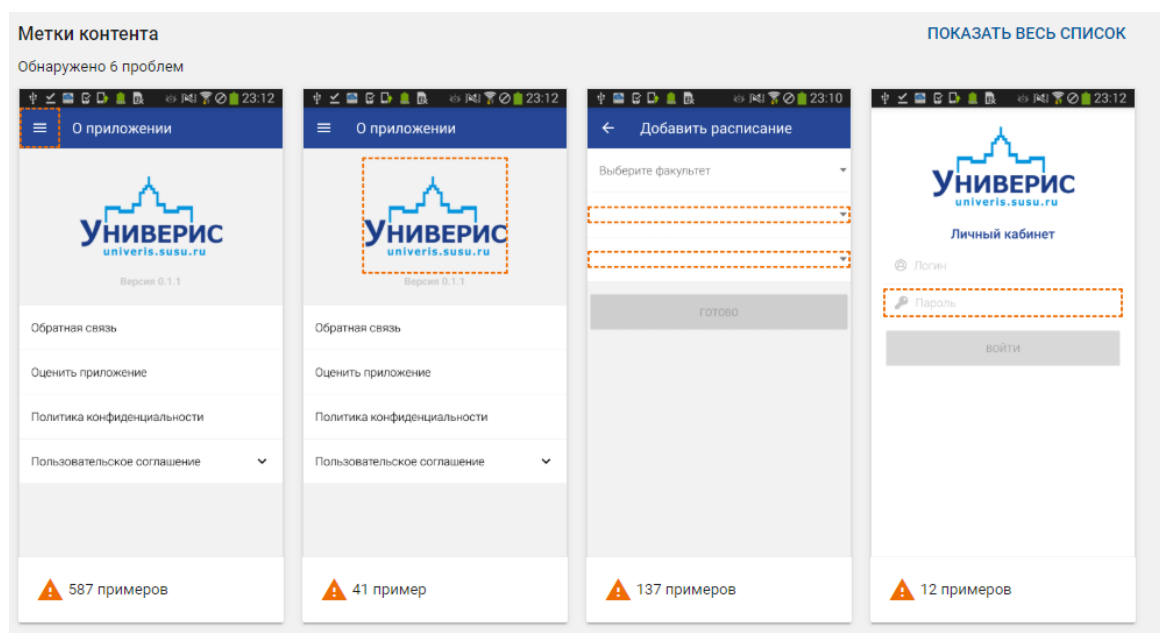 Метки контента
ПОКАЗАТЬ ВЕСЬ СПИСОК
Обнаружено 6 проблем
23:12
О приложении
УНИВЕРИС
univeris.susu.ru
Версия 0.1.1
Обратная связь
Оценить приложение
Политика конфиденциальности
Пользовательское соглашение
587 примеров
23:12
О приложении
УНИВЕРИС
univeris.susu.ru
Версия 0.1.1
Обратная связь
Оценить приложение
Политика конфиденциальности
Пользовательское соглашение
41 пример
23:10
Добавить расписание
Выберите факультет
ГОТОВО
137 примеров
23:12
УНИВЕРИС
univeris.susu.ru
Личный кабинет
Логин
Пароль
ВОЙТИ
12 примеров